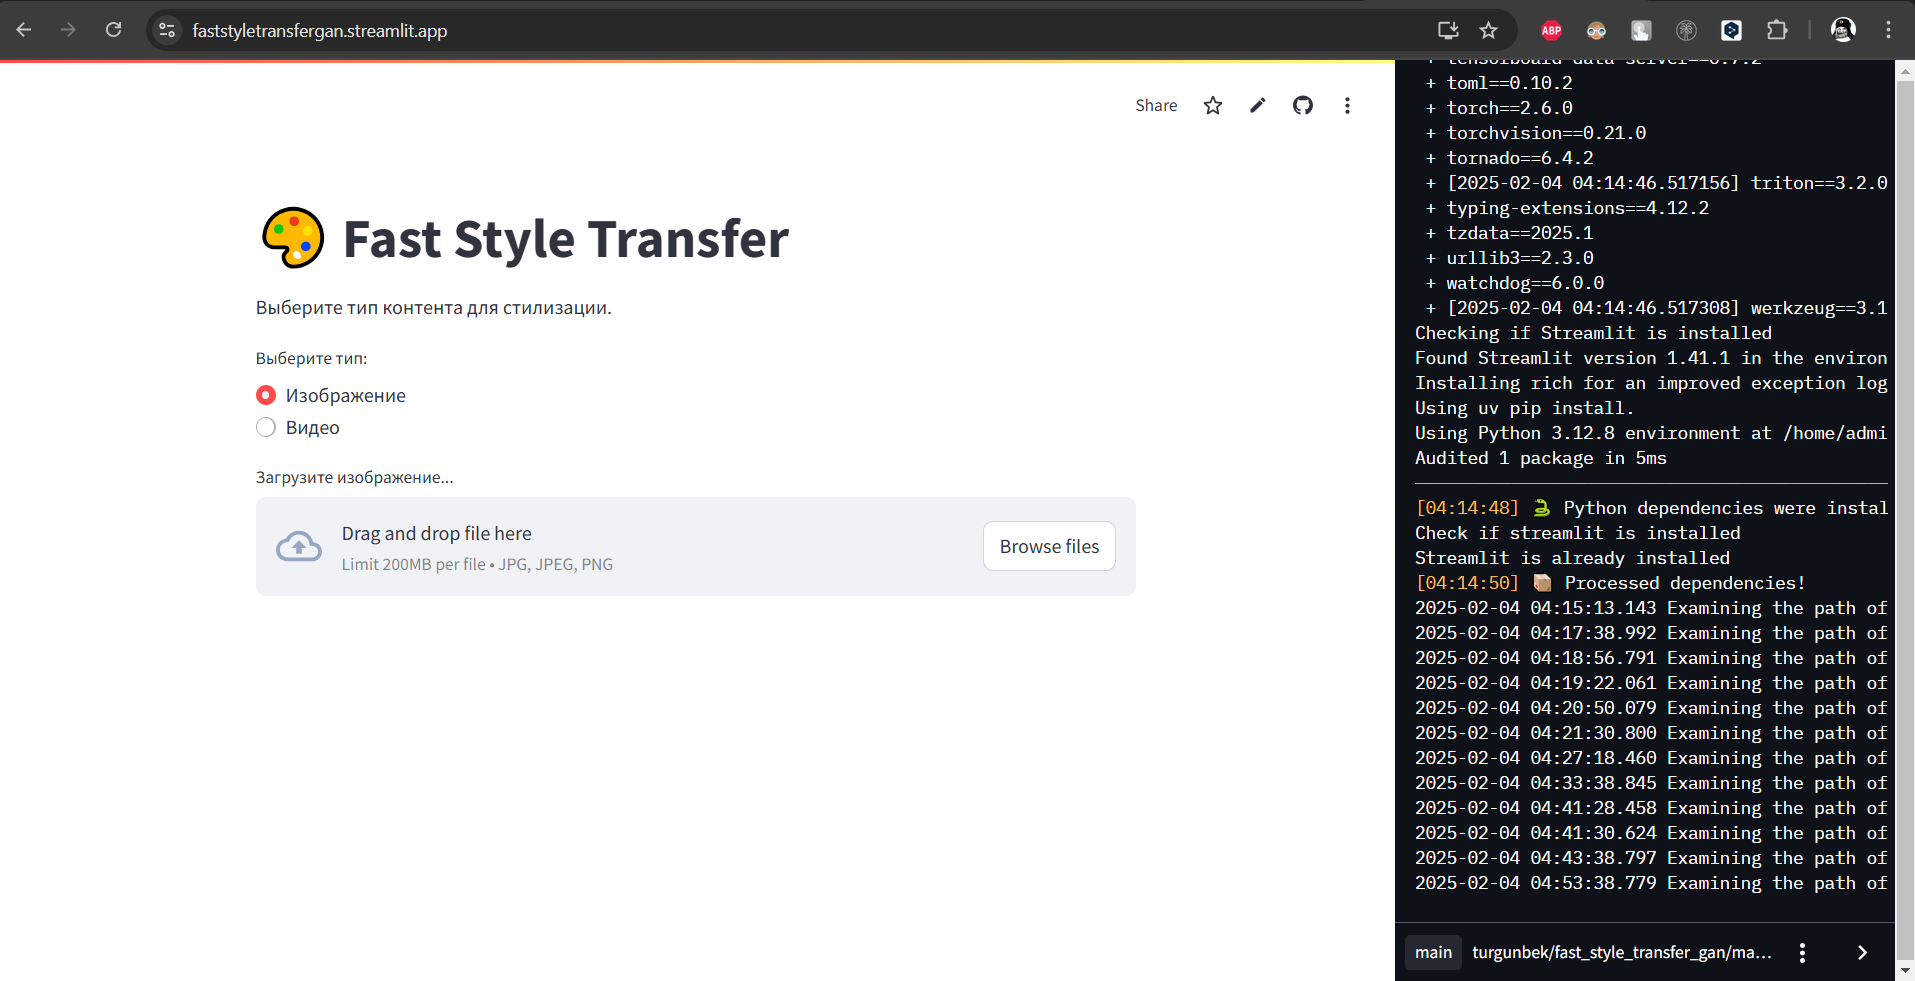 faststyletransfergan.streamlit.app
ABP
Share
Fast Style Transfer
Выберите тип контента для стилизации.
Выберите тип:
Изображение
Видео
Загрузите изображение...
Drag and drop file here
Limit 200MB per file • JPG, JPEG, PNG
Browse files
+ tensorboard-data-server==0.7.2
+ toml==0.10.2
+ torch==2.6.0
+ torchvision==0.21.0
+ tornado==6.4.2
+ [2025-02-04 04:14:46.517156] triton==3.2.0
+ typing-extensions==4.12.2
+ tzdata==2025.1
+ urllib3==2.3.0
+ watchdog==6.0.0
+ [2025-02-04 04:14:46.517308] werkzeug==3.1
Checking if Streamlit is installed
Found Streamlit version 1.41.1 in the environ
Installing rich for an improved exception log
Using uv pip install.
Using Python 3.12.8 environment at /home/admi
Audited 1 package in 5ms
[04:14:48] 🐍 Python dependencies were instal
Check if streamlit is installed
Streamlit is already installed
[04:14:50] 📦 Processed dependencies!
2025-02-04 04:15:13.143 Examining the path of
2025-02-04 04:17:38.992 Examining the path of
2025-02-04 04:18:56.791 Examining the path of
2025-02-04 04:19:22.061 Examining the path of
2025-02-04 04:20:50.079 Examining the path of
2025-02-04 04:21:30.800 Examining the path of
2025-02-04 04:27:18.460 Examining the path of
2025-02-04 04:33:38.845 Examining the path of
2025-02-04 04:41:28.458 Examining the path of
2025-02-04 04:41:30.624 Examining the path of
2025-02-04 04:43:38.797 Examining the path of
2025-02-04 04:53:38.779 Examining the path of
main turgunbek/fast_style_transfer_gan/ma...